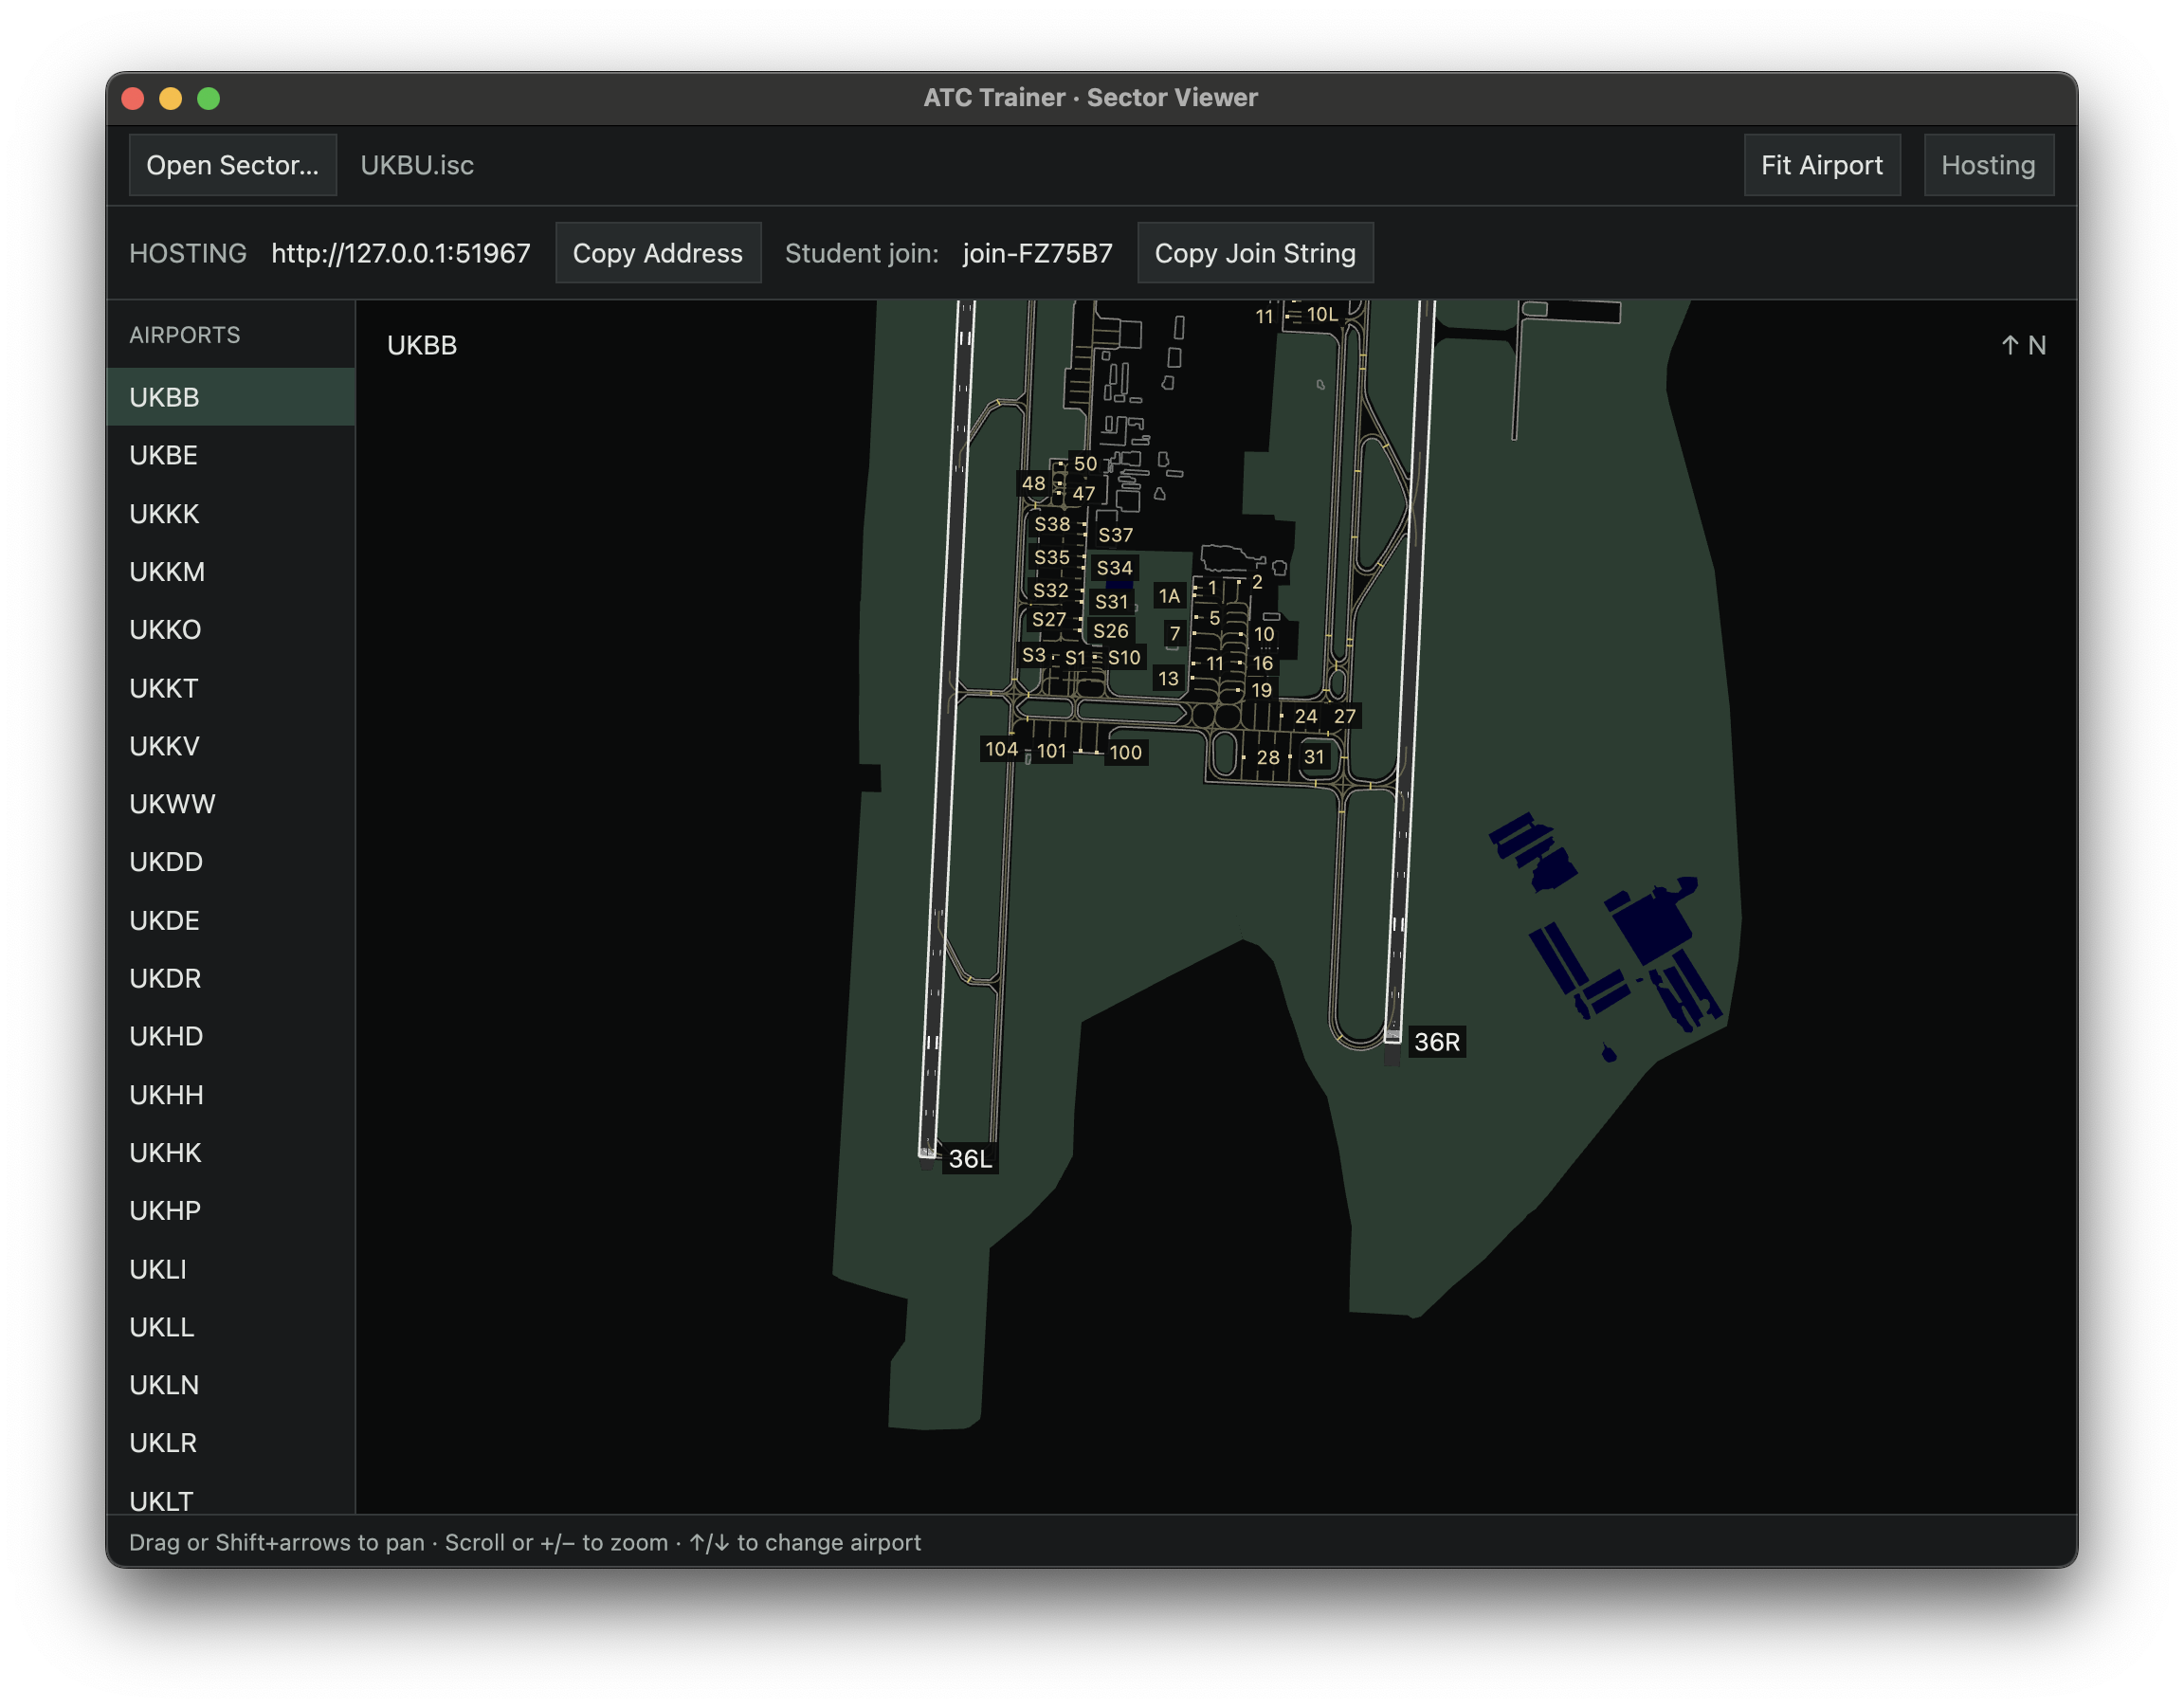 ATC Trainer · Sector Viewer
Open Sector... UKBU.isc Fit Airport Hosting
HOSTING http://127.0.0.1:51967 Copy Address Student join: join-FZ75B7 Copy Join String
AIRPORTS
UKBB
UKBE
UKKK
UKKM
UKKO
UKKT
UKKV
UKWW
UKDD
UKDE
UKDR
UKHD
UKHH
UKHK
UKHP
UKLI
UKLL
UKLN
UKLR
UKLT
UKBB
↑ N
11 10L
50
48 47
S38 S37
S35 S34
S32 S31
S27 S26
S3 S1 S10
1 2
1A
5
7 10
11 16
13
19
24 27
104 101 100
28 31
36R
36L
Drag or Shift+arrows to pan · Scroll or +/− to zoom · ↑/↓ to change airport